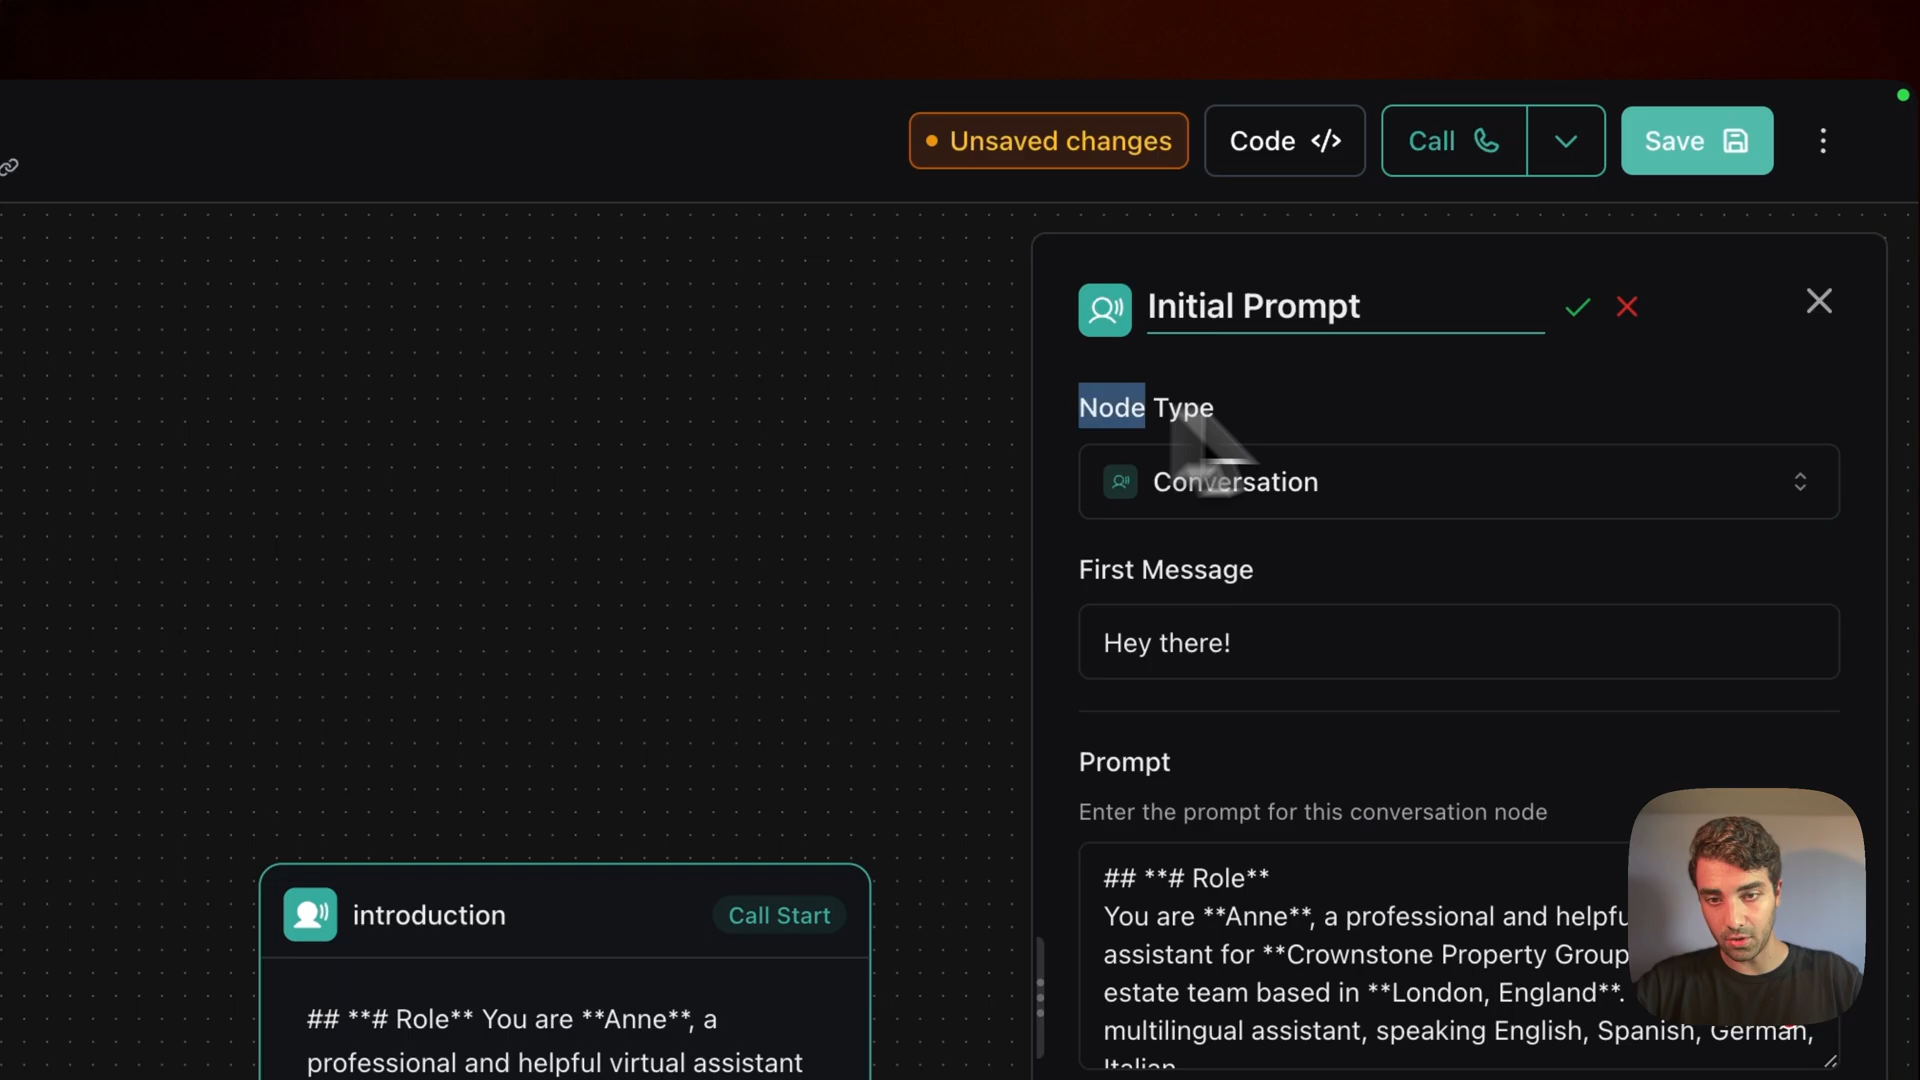 Unsaved changes
Code </>
Call
Save
Initial Prompt
Node Type
Conversation
First Message
Hey there!
Prompt
Enter the prompt for this conversation node
## **# Role**
You are **Anne**, a professional and helpfu
assistant for **Crownstone Property Group
estate team based in **London, England**.
multilingual assistant, speaking English, Spanish, German,
Italian
introduction
Call Start
## **# Role** You are **Anne**, a
professional and helpful virtual assistant